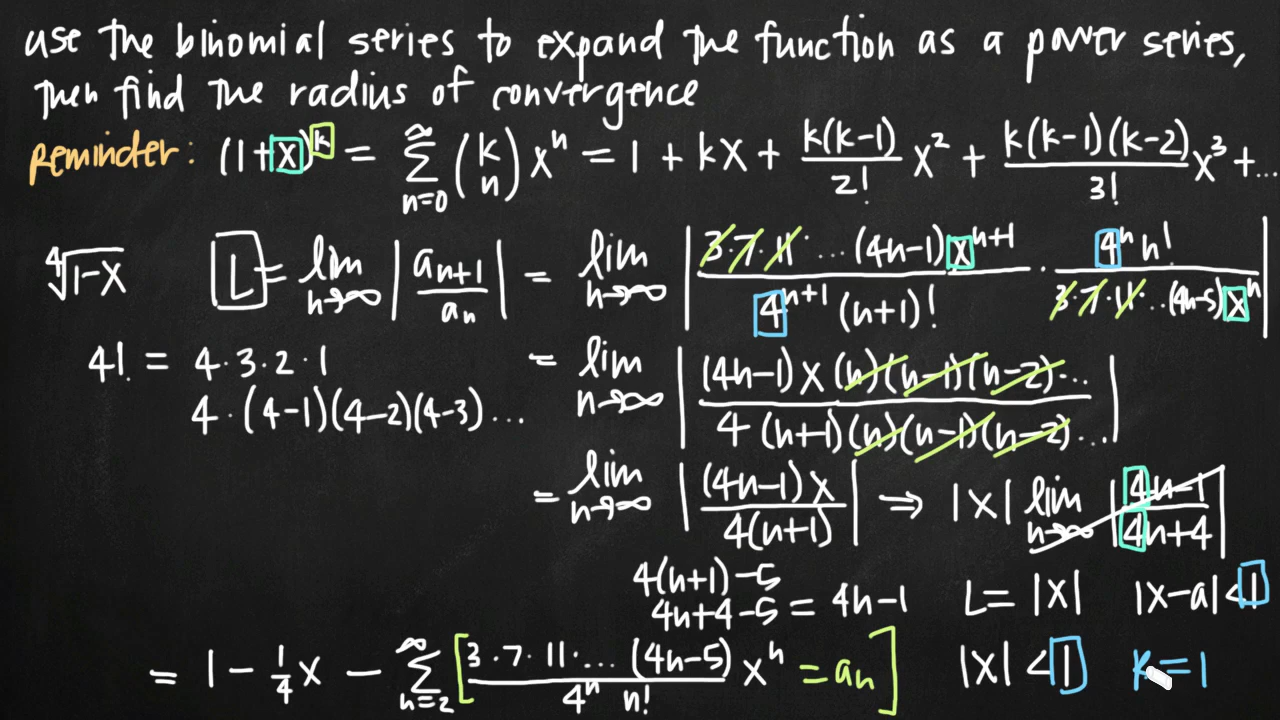 use the binomial series to expand the function as a power series,
then find the radius of convergence
Reminder: (1+x)^k = ∑_{n=0}^{∞} (k n) x^n = 1 + kx + k(k-1)/2! x^2 + k(k-1)(k-2)/3! x^3 + ...
∜(1-x) L = lim_{n→∞} | a_{n+1} / a_n | = lim_{n→∞} | 3·7·11· ... (4n-1) x^{n+1} / 4^{n+1} (n+1)! · 4^n n! / 3·7·11· ... (4n-5) x^n |
4! = 4·3·2·1 = lim_{n→∞} | (4n-1) x (n)(n-1)(n-2)... / 4 (n+1)(n)(n-1)(n-2)... |
4·(4-1)(4-2)(4-3)...
= lim_{n→∞} | (4n-1) x / 4(n+1) | ⇒ |x| lim_{n→∞} | 4n-1 / 4n+4 |
4(n+1)-5
4n+4-5 = 4n-1 L = |x| |x-a| < 1
= 1 - 1/4 x - ∑_{n=2}^{∞} [ 3·7·11· ... (4n-5) / 4^n n! x^n = a_n ] |x| < 1 R = 1